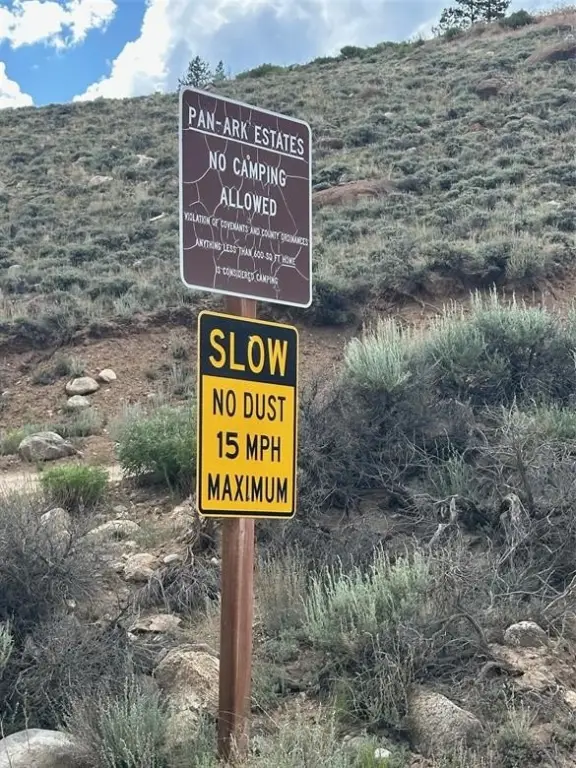 PAN-ARK ESTATES
NO CAMPING
ALLOWED
VIOLATION OF COVENANTS AND COUNTY ORDINANCES
ANYTHING LESS THAN 600 SQ FT HOME
IS CONSIDERED CAMPING
SLOW
NO DUST
15 MPH
MAXIMUM